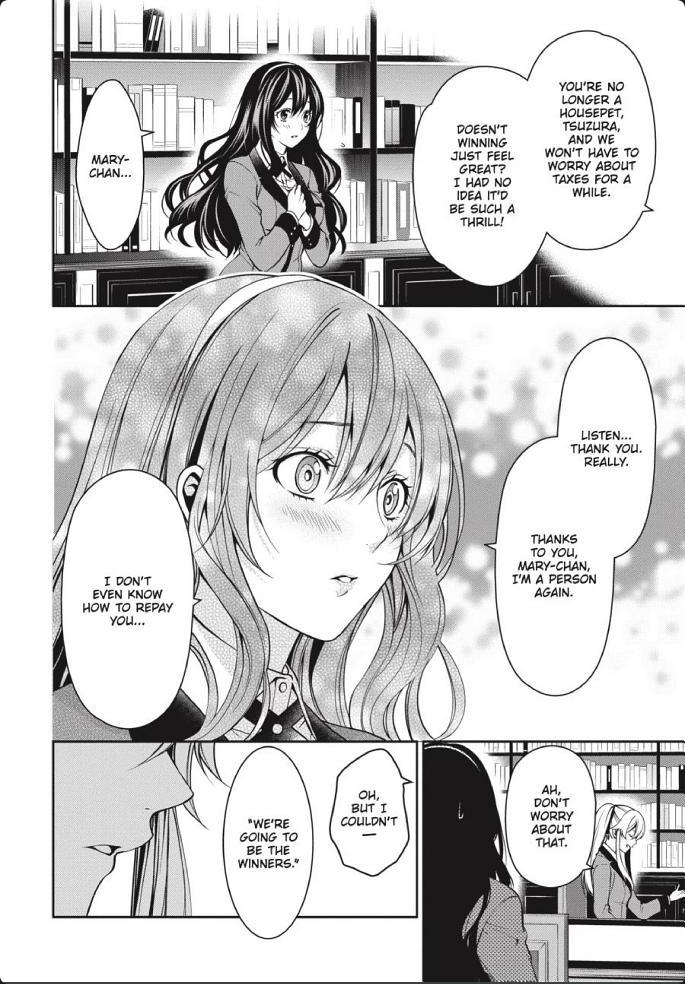 YOU'RE NO
LONGER A
HOUSEPET,
TSUZURA,
AND WE
WON'T HAVE TO
WORRY ABOUT
TAXES FOR A
WHILE.
DOESN'T
WINNING
JUST FEEL
GREAT?
I HAD NO
IDEA IT'D
BE SUCH A
THRILL!
MARY-
CHAN...
LISTEN...
THANK YOU.
REALLY.
THANKS
TO YOU,
MARY-CHAN,
I'M A PERSON
AGAIN.
I DON'T
EVEN KNOW
HOW TO REPAY
YOU...
AH,
DON'T
WORRY
ABOUT
THAT.
OH,
BUT I
COULDN'T
—
"WE'RE
GOING TO
BE THE
WINNERS."